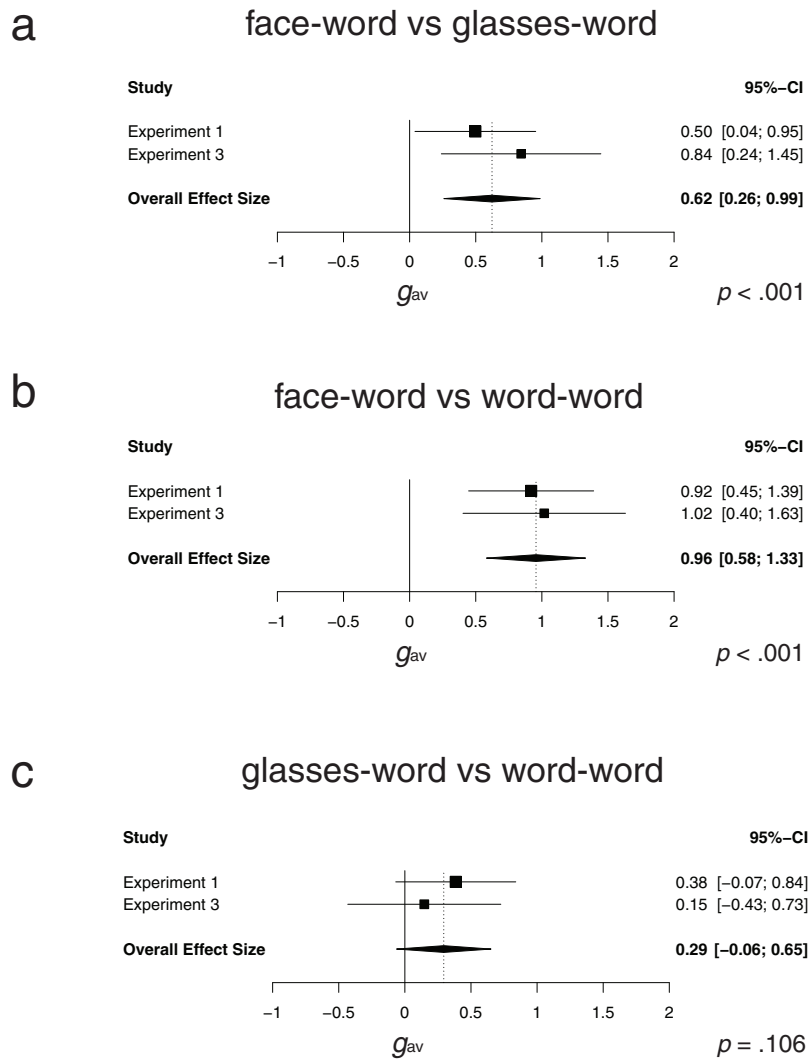 a
face-word vs glasses-word
Study 95%−CI
Experiment 1 0.50 [0.04; 0.95]
Experiment 3 0.84 [0.24; 1.45]
Overall Effect Size 0.62 [0.26; 0.99]
−1 −0.5 0 0.5 1 1.5 2
gav p < .001
b
face-word vs word-word
Study 95%−CI
Experiment 1 0.92 [0.45; 1.39]
Experiment 3 1.02 [0.40; 1.63]
Overall Effect Size 0.96 [0.58; 1.33]
−1 −0.5 0 0.5 1 1.5 2
gav p < .001
c
glasses-word vs word-word
Study 95%−CI
Experiment 1 0.38 [−0.07; 0.84]
Experiment 3 0.15 [−0.43; 0.73]
Overall Effect Size 0.29 [−0.06; 0.65]
−1 −0.5 0 0.5 1 1.5 2
gav p = .106